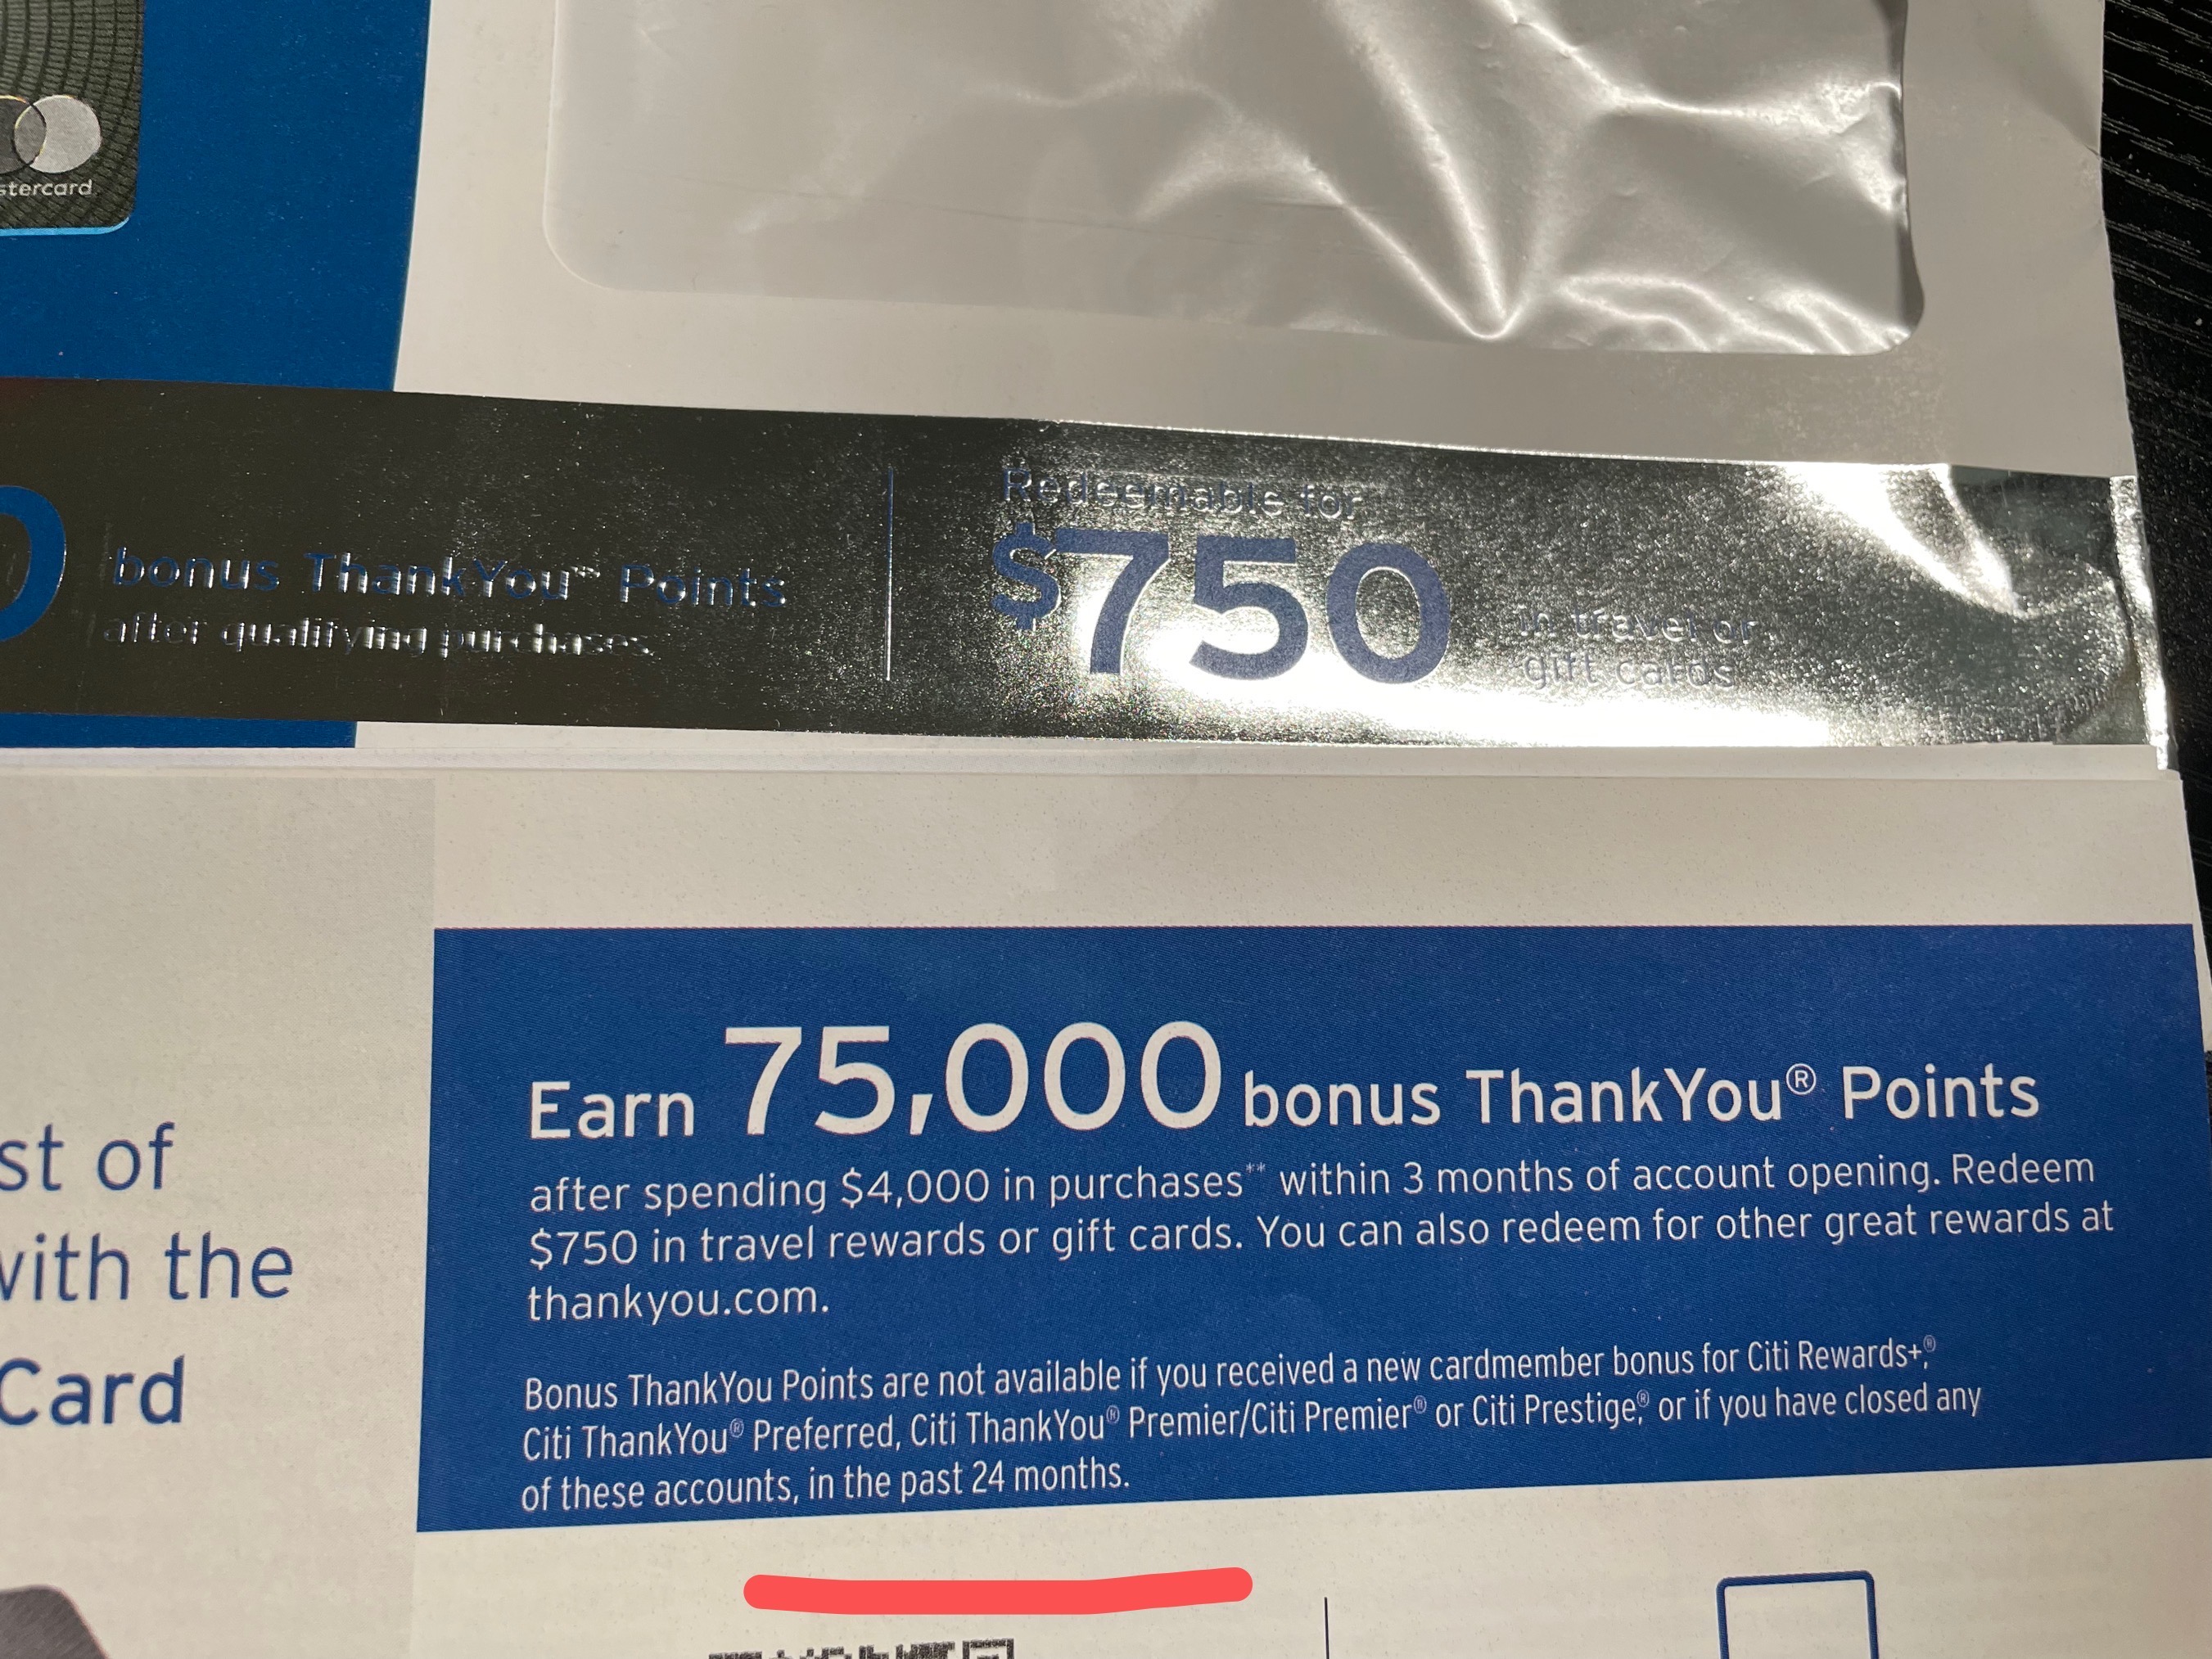 stercard
Redeemable for
0 bonus ThankYou℠ Points
$750 in travel or
after qualifying purchases.
gift cards
Earn 75,000 bonus ThankYou® Points
after spending $4,000 in purchases** within 3 months of account opening. Redeem
$750 in travel rewards or gift cards. You can also redeem for other great rewards at
thankyou.com.
Bonus ThankYou Points are not available if you received a new cardmember bonus for Citi Rewards+,®
Citi ThankYou® Preferred, Citi ThankYou® Premier/Citi Premier® or Citi Prestige,® or if you have closed any
of these accounts, in the past 24 months.
st of
with the
Card